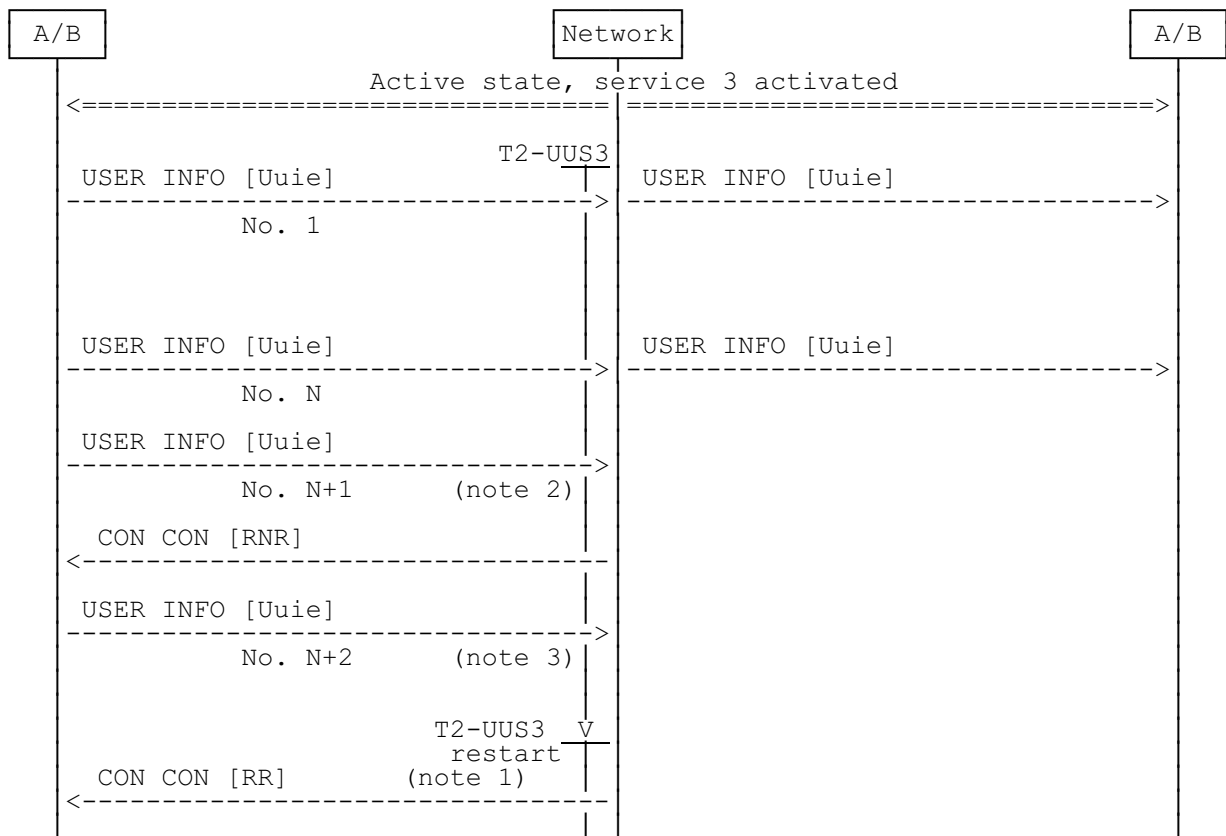 A/B Network A/B
Active state, service 3 activated
<================================= =================================>
T2-UUS3
USER INFO [Uuie] USER INFO [Uuie]
---------------------------------> --------------------------------->
No. 1
USER INFO [Uuie] USER INFO [Uuie]
---------------------------------> --------------------------------->
No. N
USER INFO [Uuie]
--------------------------------->
No. N+1 (note 2)
CON CON [RNR]
<---------------------------------
USER INFO [Uuie]
--------------------------------->
No. N+2 (note 3)
T2-UUS3 V
restart
CON CON [RR] (note 1)
<---------------------------------